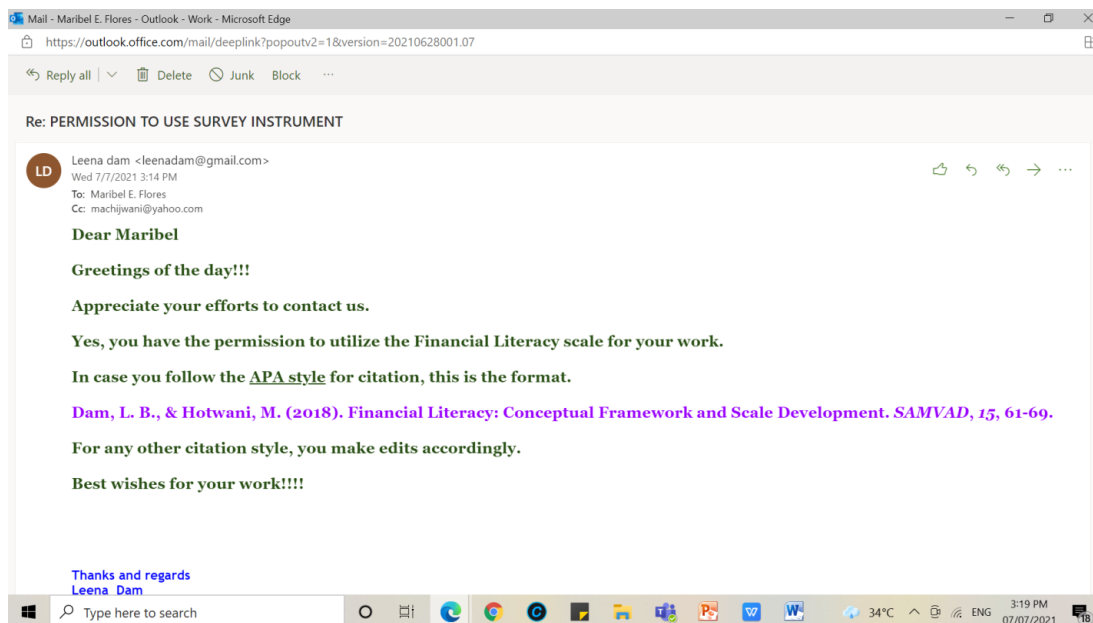 Mail - Maribel E. Flores - Outlook - Work - Microsoft Edge
https://outlook.office.com/mail/deeplink?popoutv2=1&version=20210628001.07
Reply all Delete Junk Block ...
Re: PERMISSION TO USE SURVEY INSTRUMENT
LD
Leena dam <leenadam@gmail.com>
Wed 7/7/2021 3:14 PM
To: Maribel E. Flores
Cc: machijwani@yahoo.com
Dear Maribel
Greetings of the day!!!
Appreciate your efforts to contact us.
Yes, you have the permission to utilize the Financial Literacy scale for your work.
In case you follow the APA style for citation, this is the format.
Dam, L. B., & Hotwani, M. (2018). Financial Literacy: Conceptual Framework and Scale Development. SAMVAD, 15, 61-69.
For any other citation style, you make edits accordingly.
Best wishes for your work!!!!
Thanks and regards
Leena Dam
Type here to search
34°C ENG
3:19 PM
07/07/2021
18